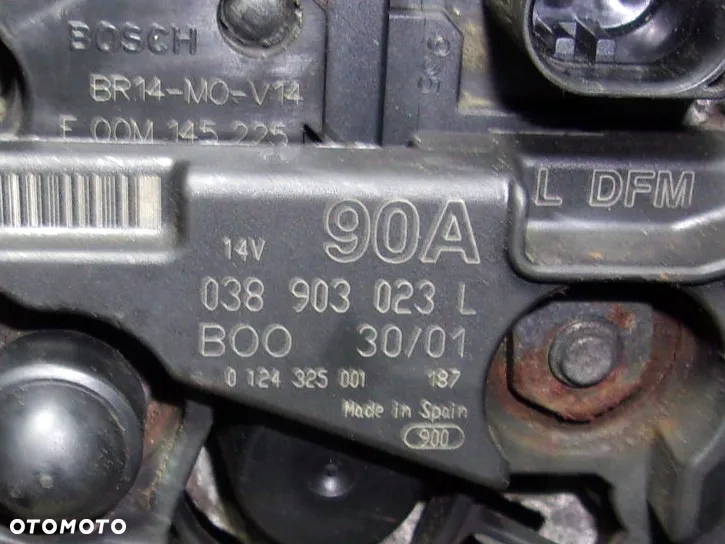 BOSCH
BR14-M0-V14
F 00M 145 225
L DFM
14V 90A
038 903 023 L
BOO 30/01
0 124 325 001 187
Made in Spain
900
OTOMOTO